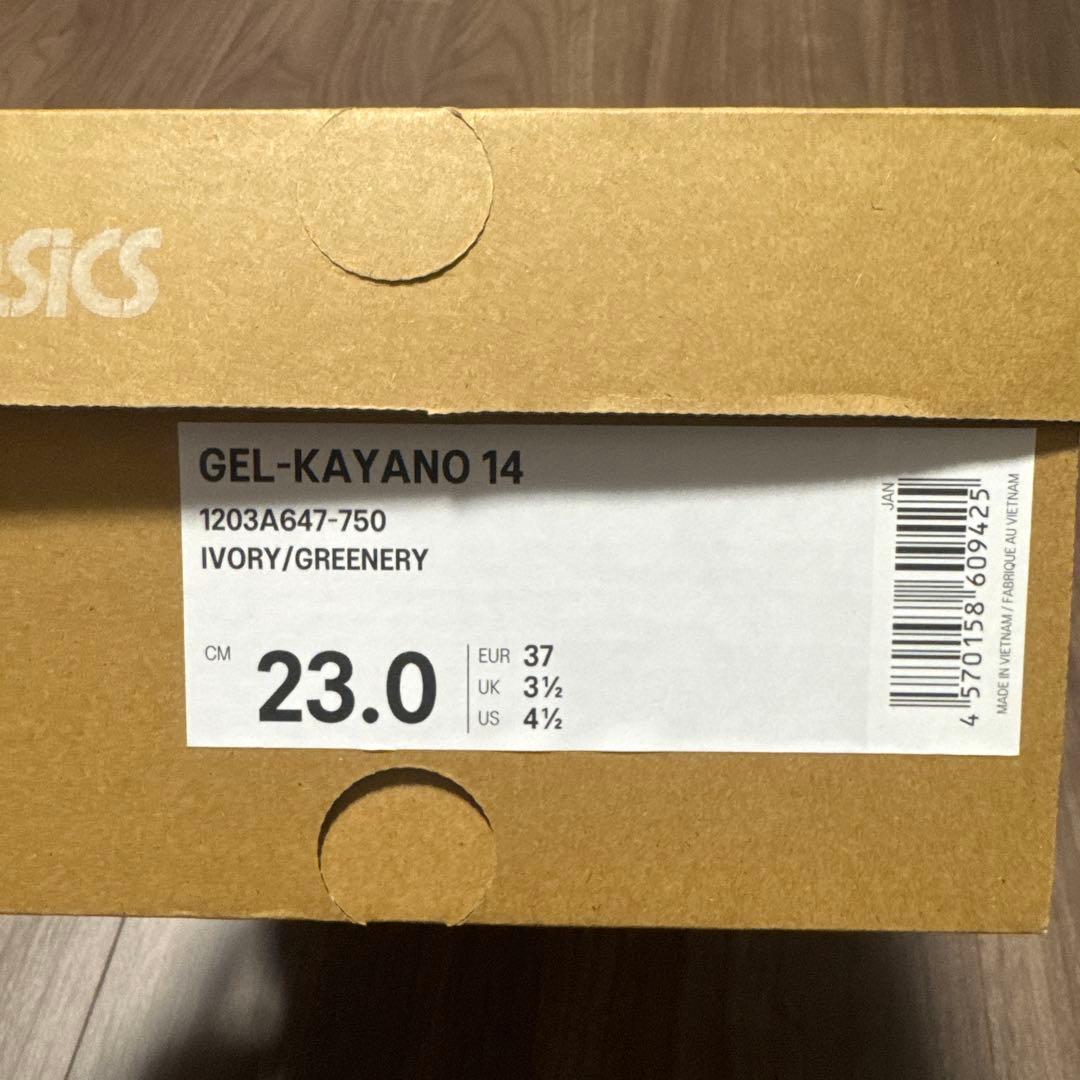 asics
GEL-KAYANO 14
1203A647-750
IVORY/GREENERY
CM 23.0
EUR 37
UK 3½
US 4½
JAN
4 570158 609425
MADE IN VIETNAM / FABRIQUE AU VIETNAM